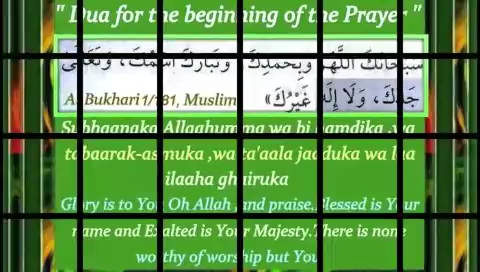 " Dua for the beginning of the Prayer "
سُبْحَانَكَ اللَّهُمَّ وَبِحَمْدِكَ وَتَبَارَكَ اسْمُكَ، وَتَعَالَى
جَدُّكَ، وَلَا إِلَهَ غَيْرُكَ»
Al Bukhari 1/181, Muslim
Subhaanaka Allaahumma wa bi hamdika ,wa
tabaarak-asmuka ,wa ta'aala jadduka wa laa
ilaaha ghairuka
Glory is to You Oh Allah ,and praise.Blessed is Your
name and Exalted is Your Majesty.There is none
worthy of worship but You